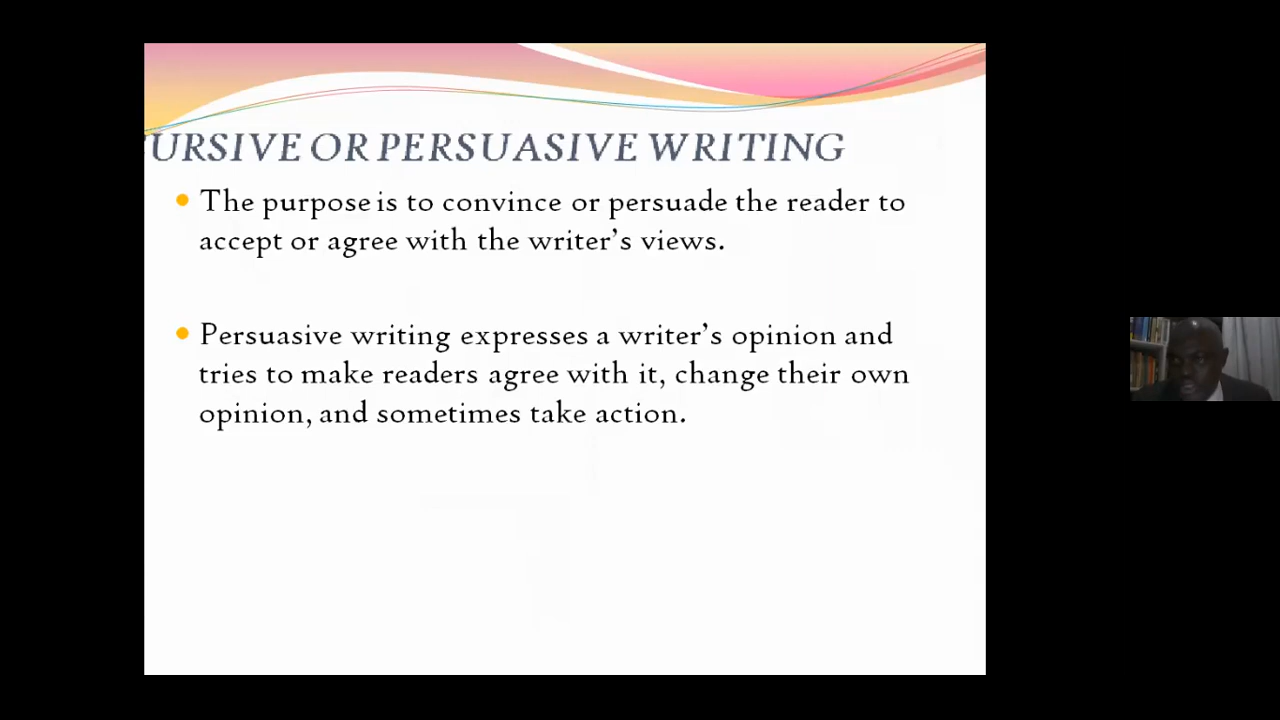 URSIVE OR PERSUASIVE WRITING
The purpose is to convince or persuade the reader to
accept or agree with the writer’s views.
Persuasive writing expresses a writer’s opinion and
tries to make readers agree with it, change their own
opinion, and sometimes take action.